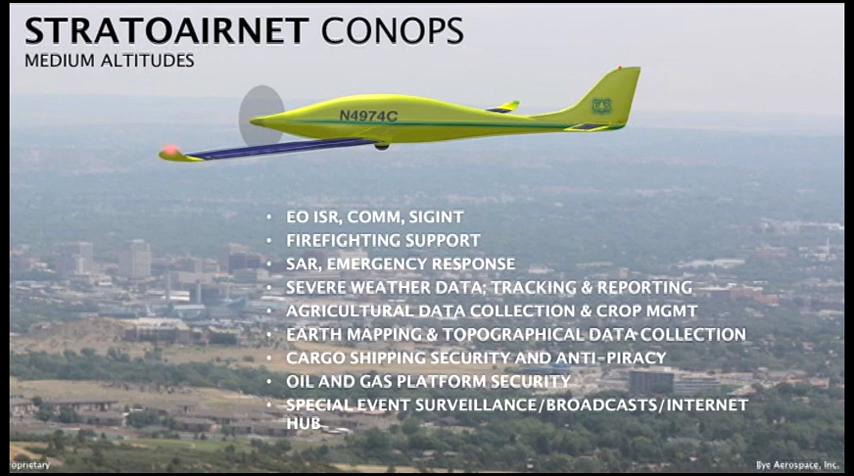 STRATOAIRNET CONOPS
MEDIUM ALTITUDES
N4974C
• EO ISR, COMM, SIGINT
• FIREFIGHTING SUPPORT
• SAR, EMERGENCY RESPONSE
• SEVERE WEATHER DATA; TRACKING & REPORTING
• AGRICULTURAL DATA COLLECTION & CROP MGMT
• EARTH MAPPING & TOPOGRAPHICAL DATA COLLECTION
• CARGO SHIPPING SECURITY AND ANTI-PIRACY
• OIL AND GAS PLATFORM SECURITY
• SPECIAL EVENT SURVEILLANCE/BROADCASTS/INTERNET
HUB
oprietary
Bye Aerospace, Inc.